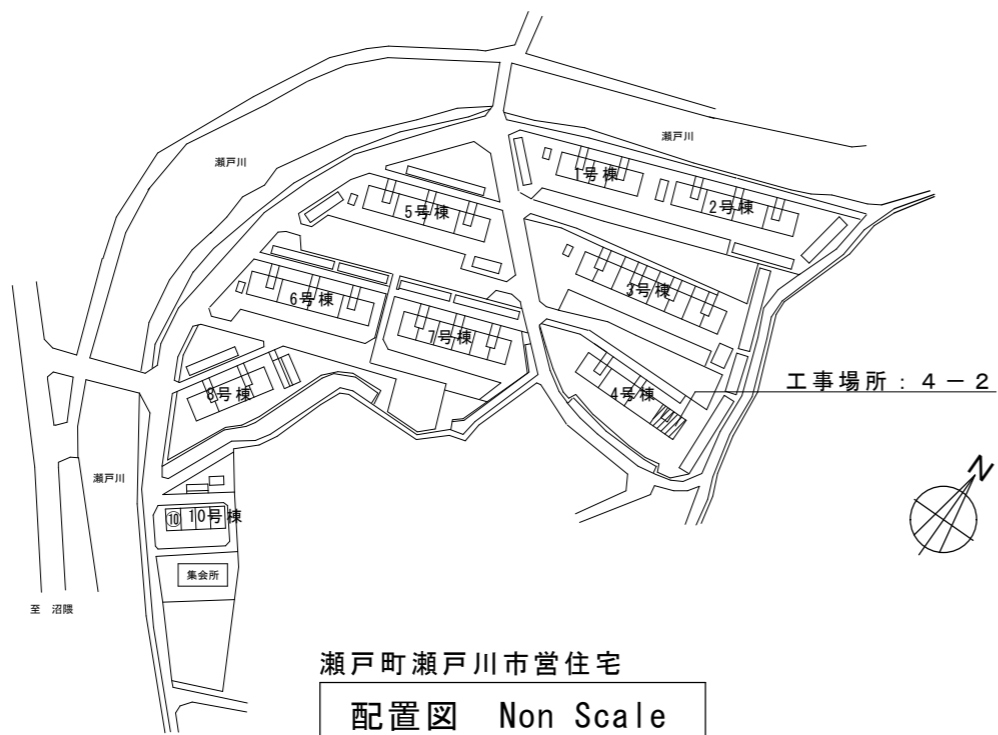 瀬戸川
瀬戸川
1号棟
2号棟
5号棟
3号棟
6号棟
7号棟
工事場所：４－２
8号棟
4号棟
瀬戸川
N
⑩ 10号棟
集会所
至 沼隈
瀬戸町瀬戸川市営住宅
配置図 Non Scale